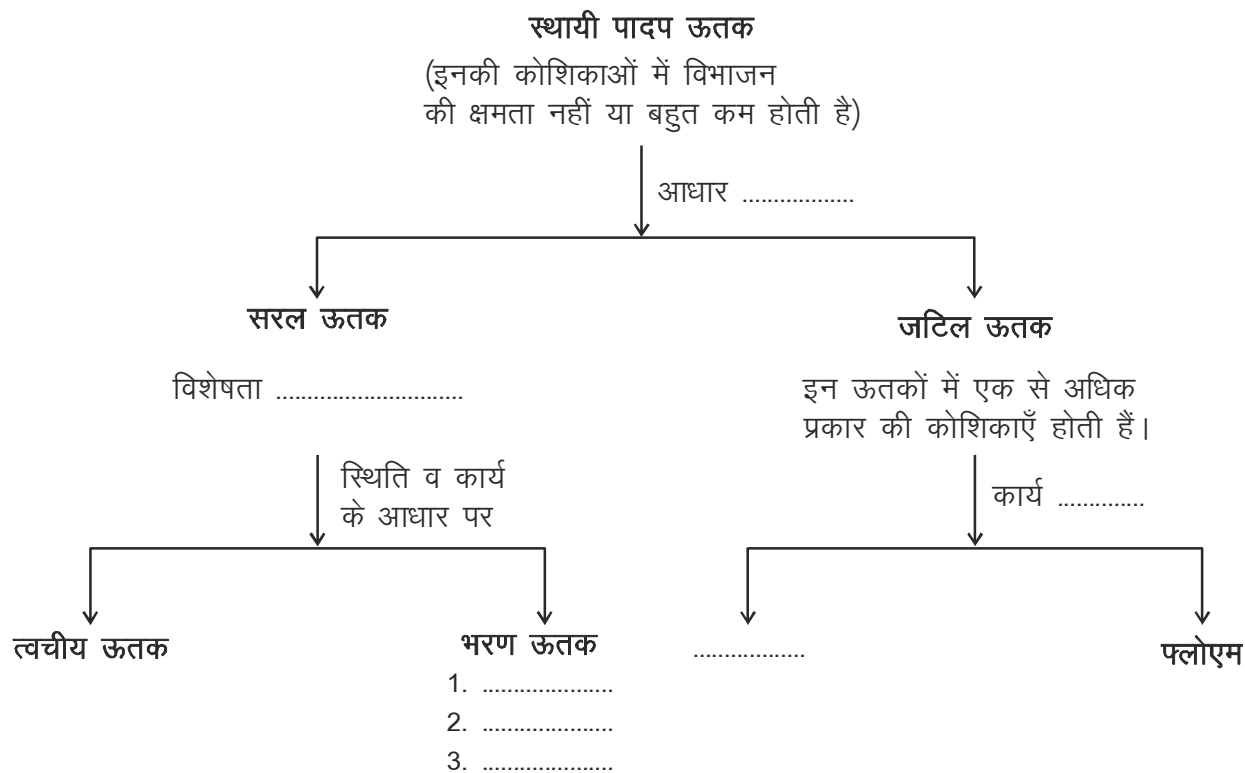 स्थायी पादप ऊतक
(इनकी कोशिकाओं में विभाजन
की क्षमता नहीं या बहुत कम होती है)
आधार ..................
सरल ऊतक
जटिल ऊतक
विशेषता ..............................
इन ऊतकों में एक से अधिक
प्रकार की कोशिकाएँ होती हैं।
स्थिति व कार्य
के आधार पर
कार्य ..............
त्वचीय ऊतक
भरण ऊतक
..................
फ्लोएम
1. .....................
2. .....................
3. .....................